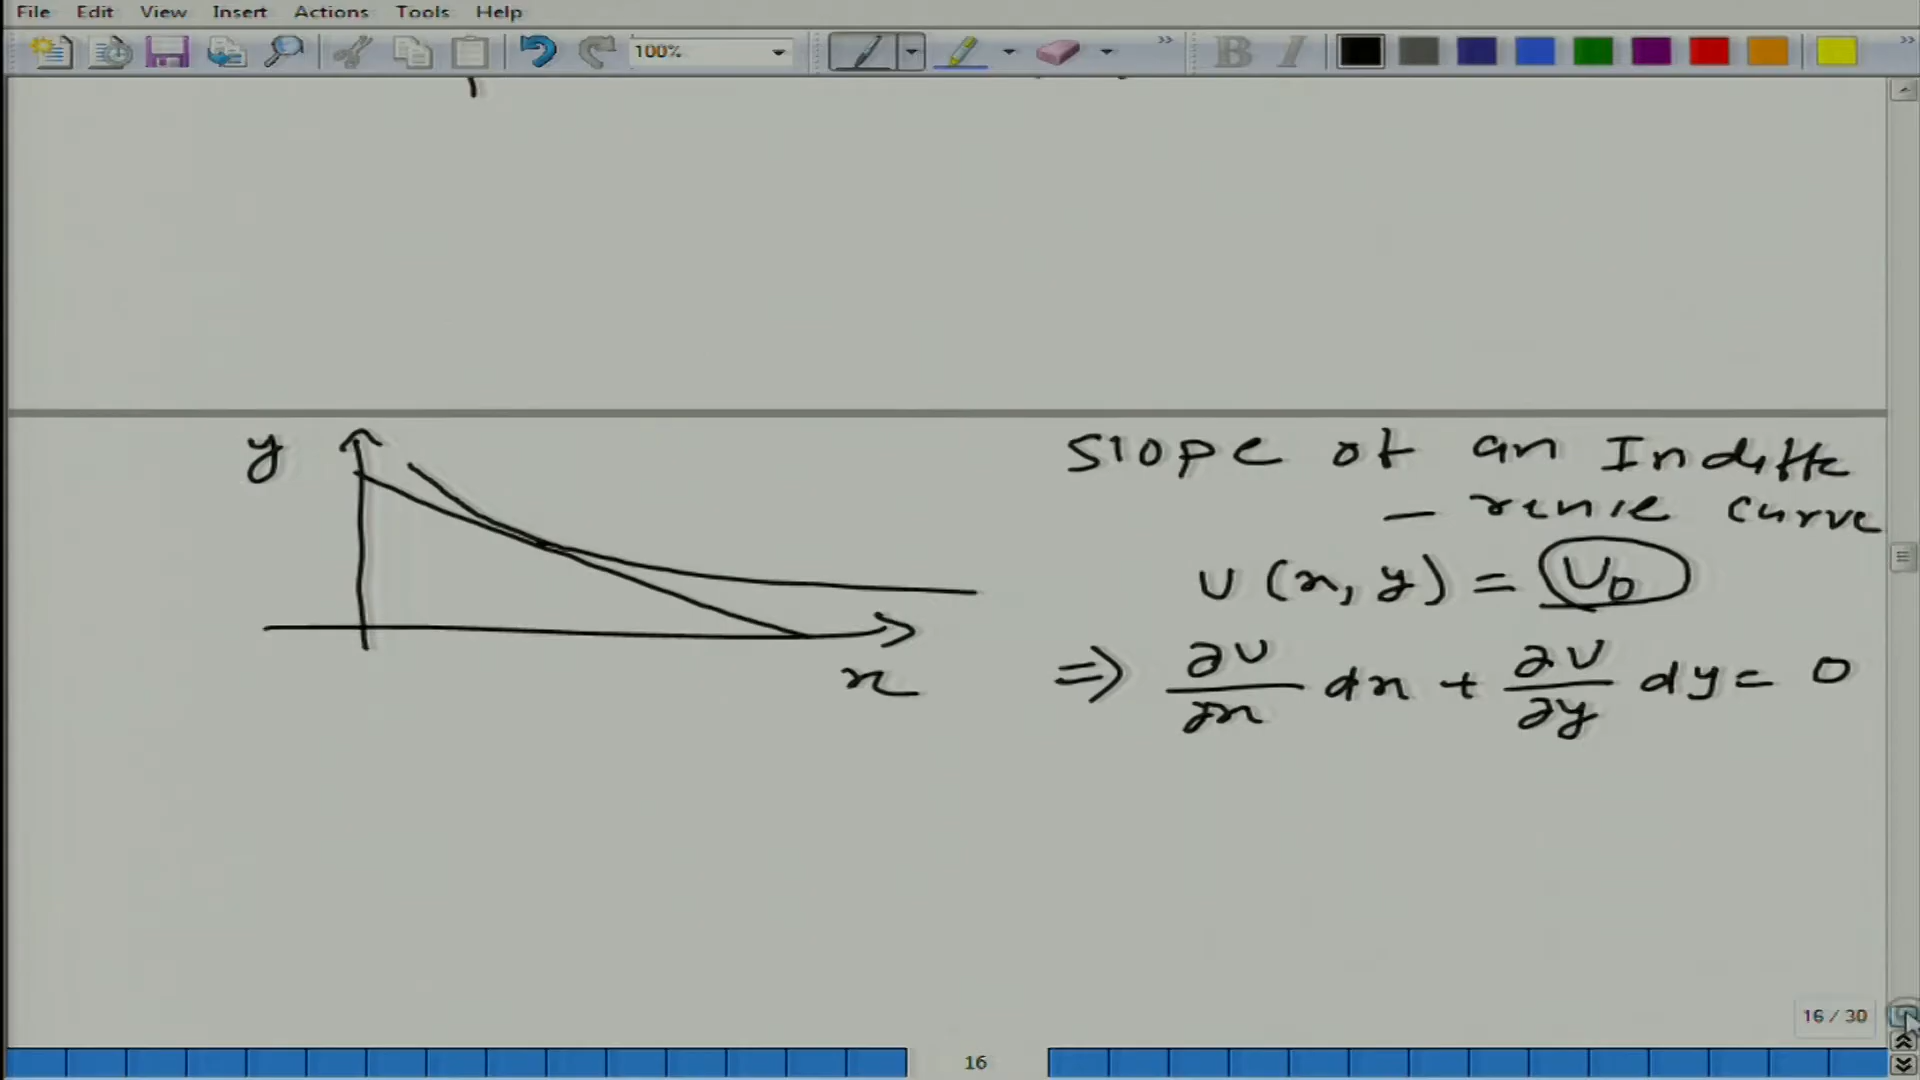 File Edit View Insert Actions Tools Help
100%
B I
y
x
Slope of an Indiffe
- rence curve
U (x, y) = U₀
⇒ ∂U/∂x dx + ∂U/∂y dy = 0
16 / 30
16